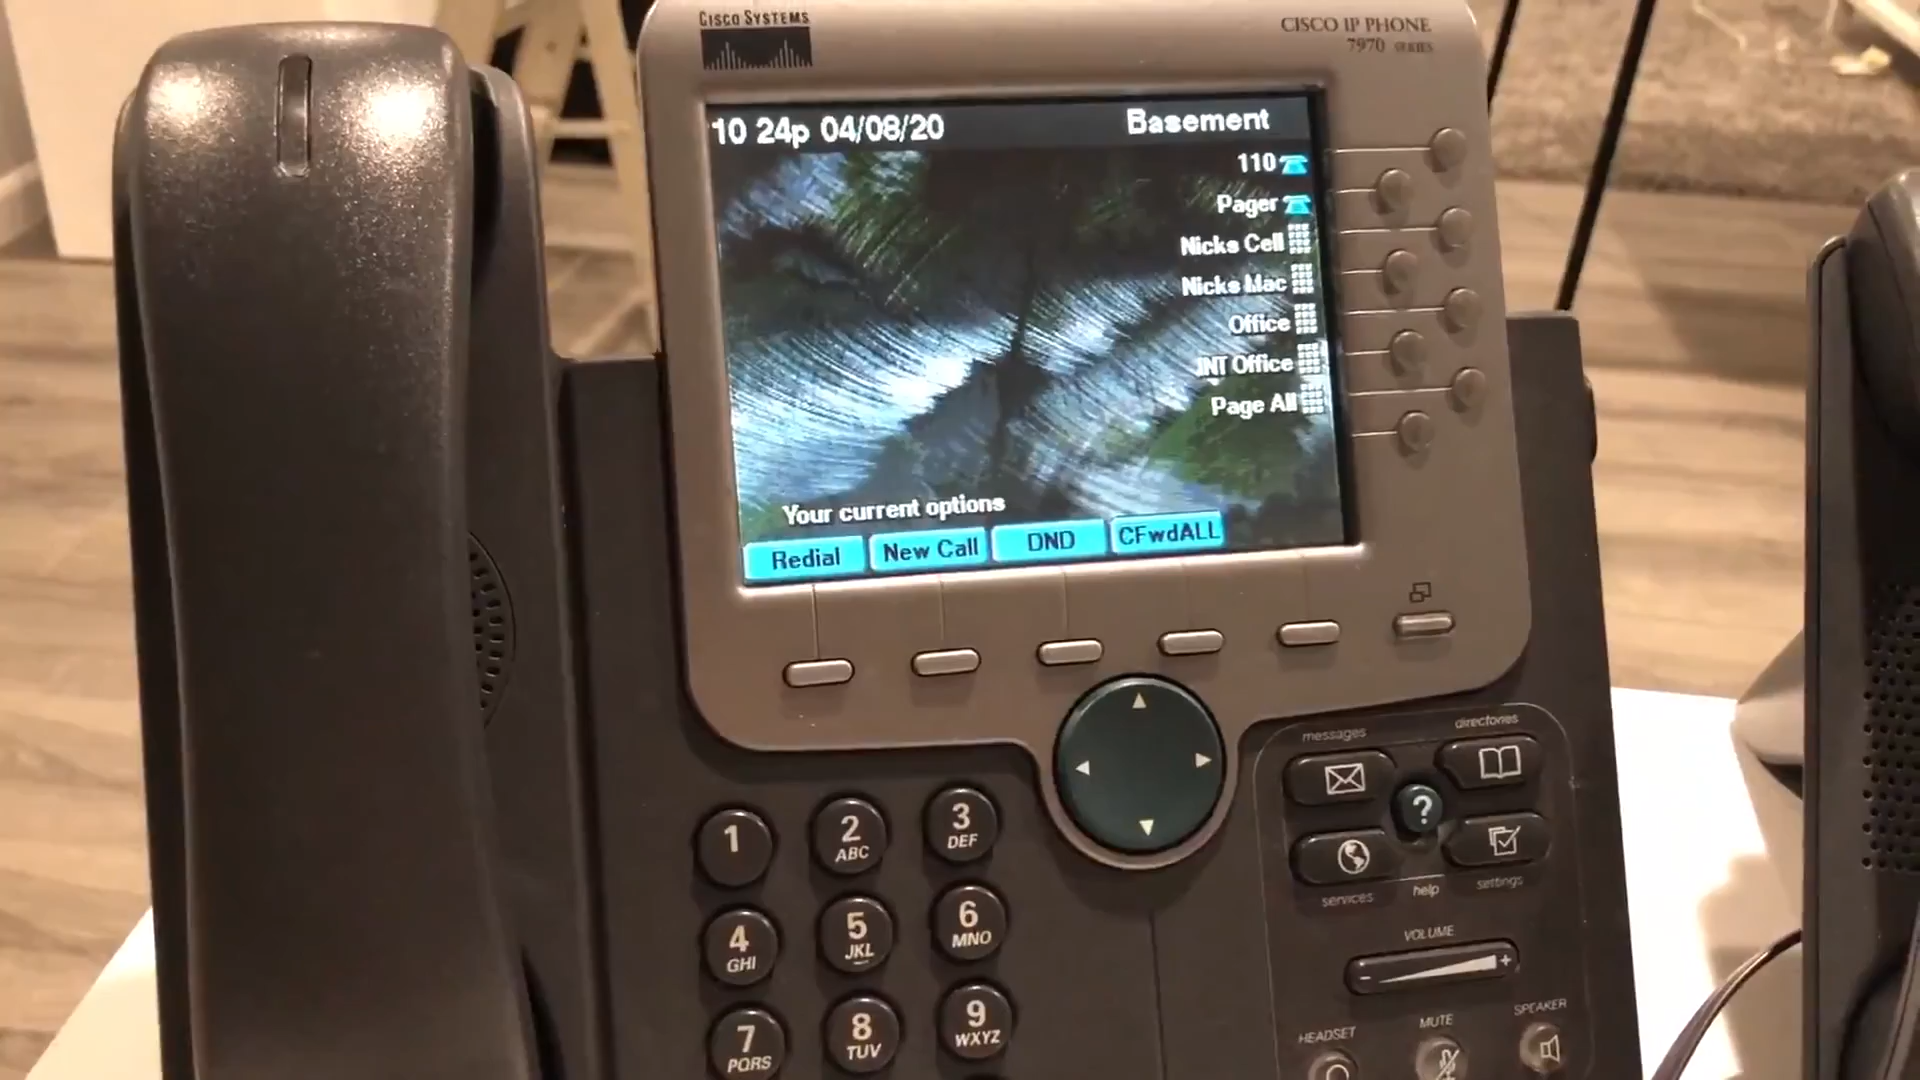 CISCO SYSTEMS
CISCO IP PHONE
7970 SERIES
10 24p 04/08/20
Basement
110
Pager
Nicks Cell
Nicks Mac
Office
INT Office
Page All
Your current options
Redial New Call DND CFwdALL
messages
directories
?
services
help
settings
1
2 ABC
3 DEF
4 GHI
5 JKL
6 MNO
7 PQRS
8 TUV
9 WXYZ
VOLUME
- +
HEADSET
MUTE
SPEAKER